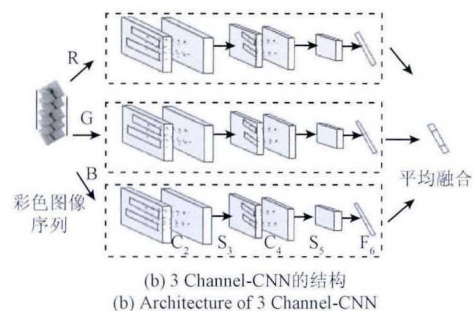 R
G
B
彩色图像
序列
平均融合
C₂
S₃
C₄
S₅
F₆
(b) 3 Channel-CNN的结构
(b) Architecture of 3 Channel-CNN